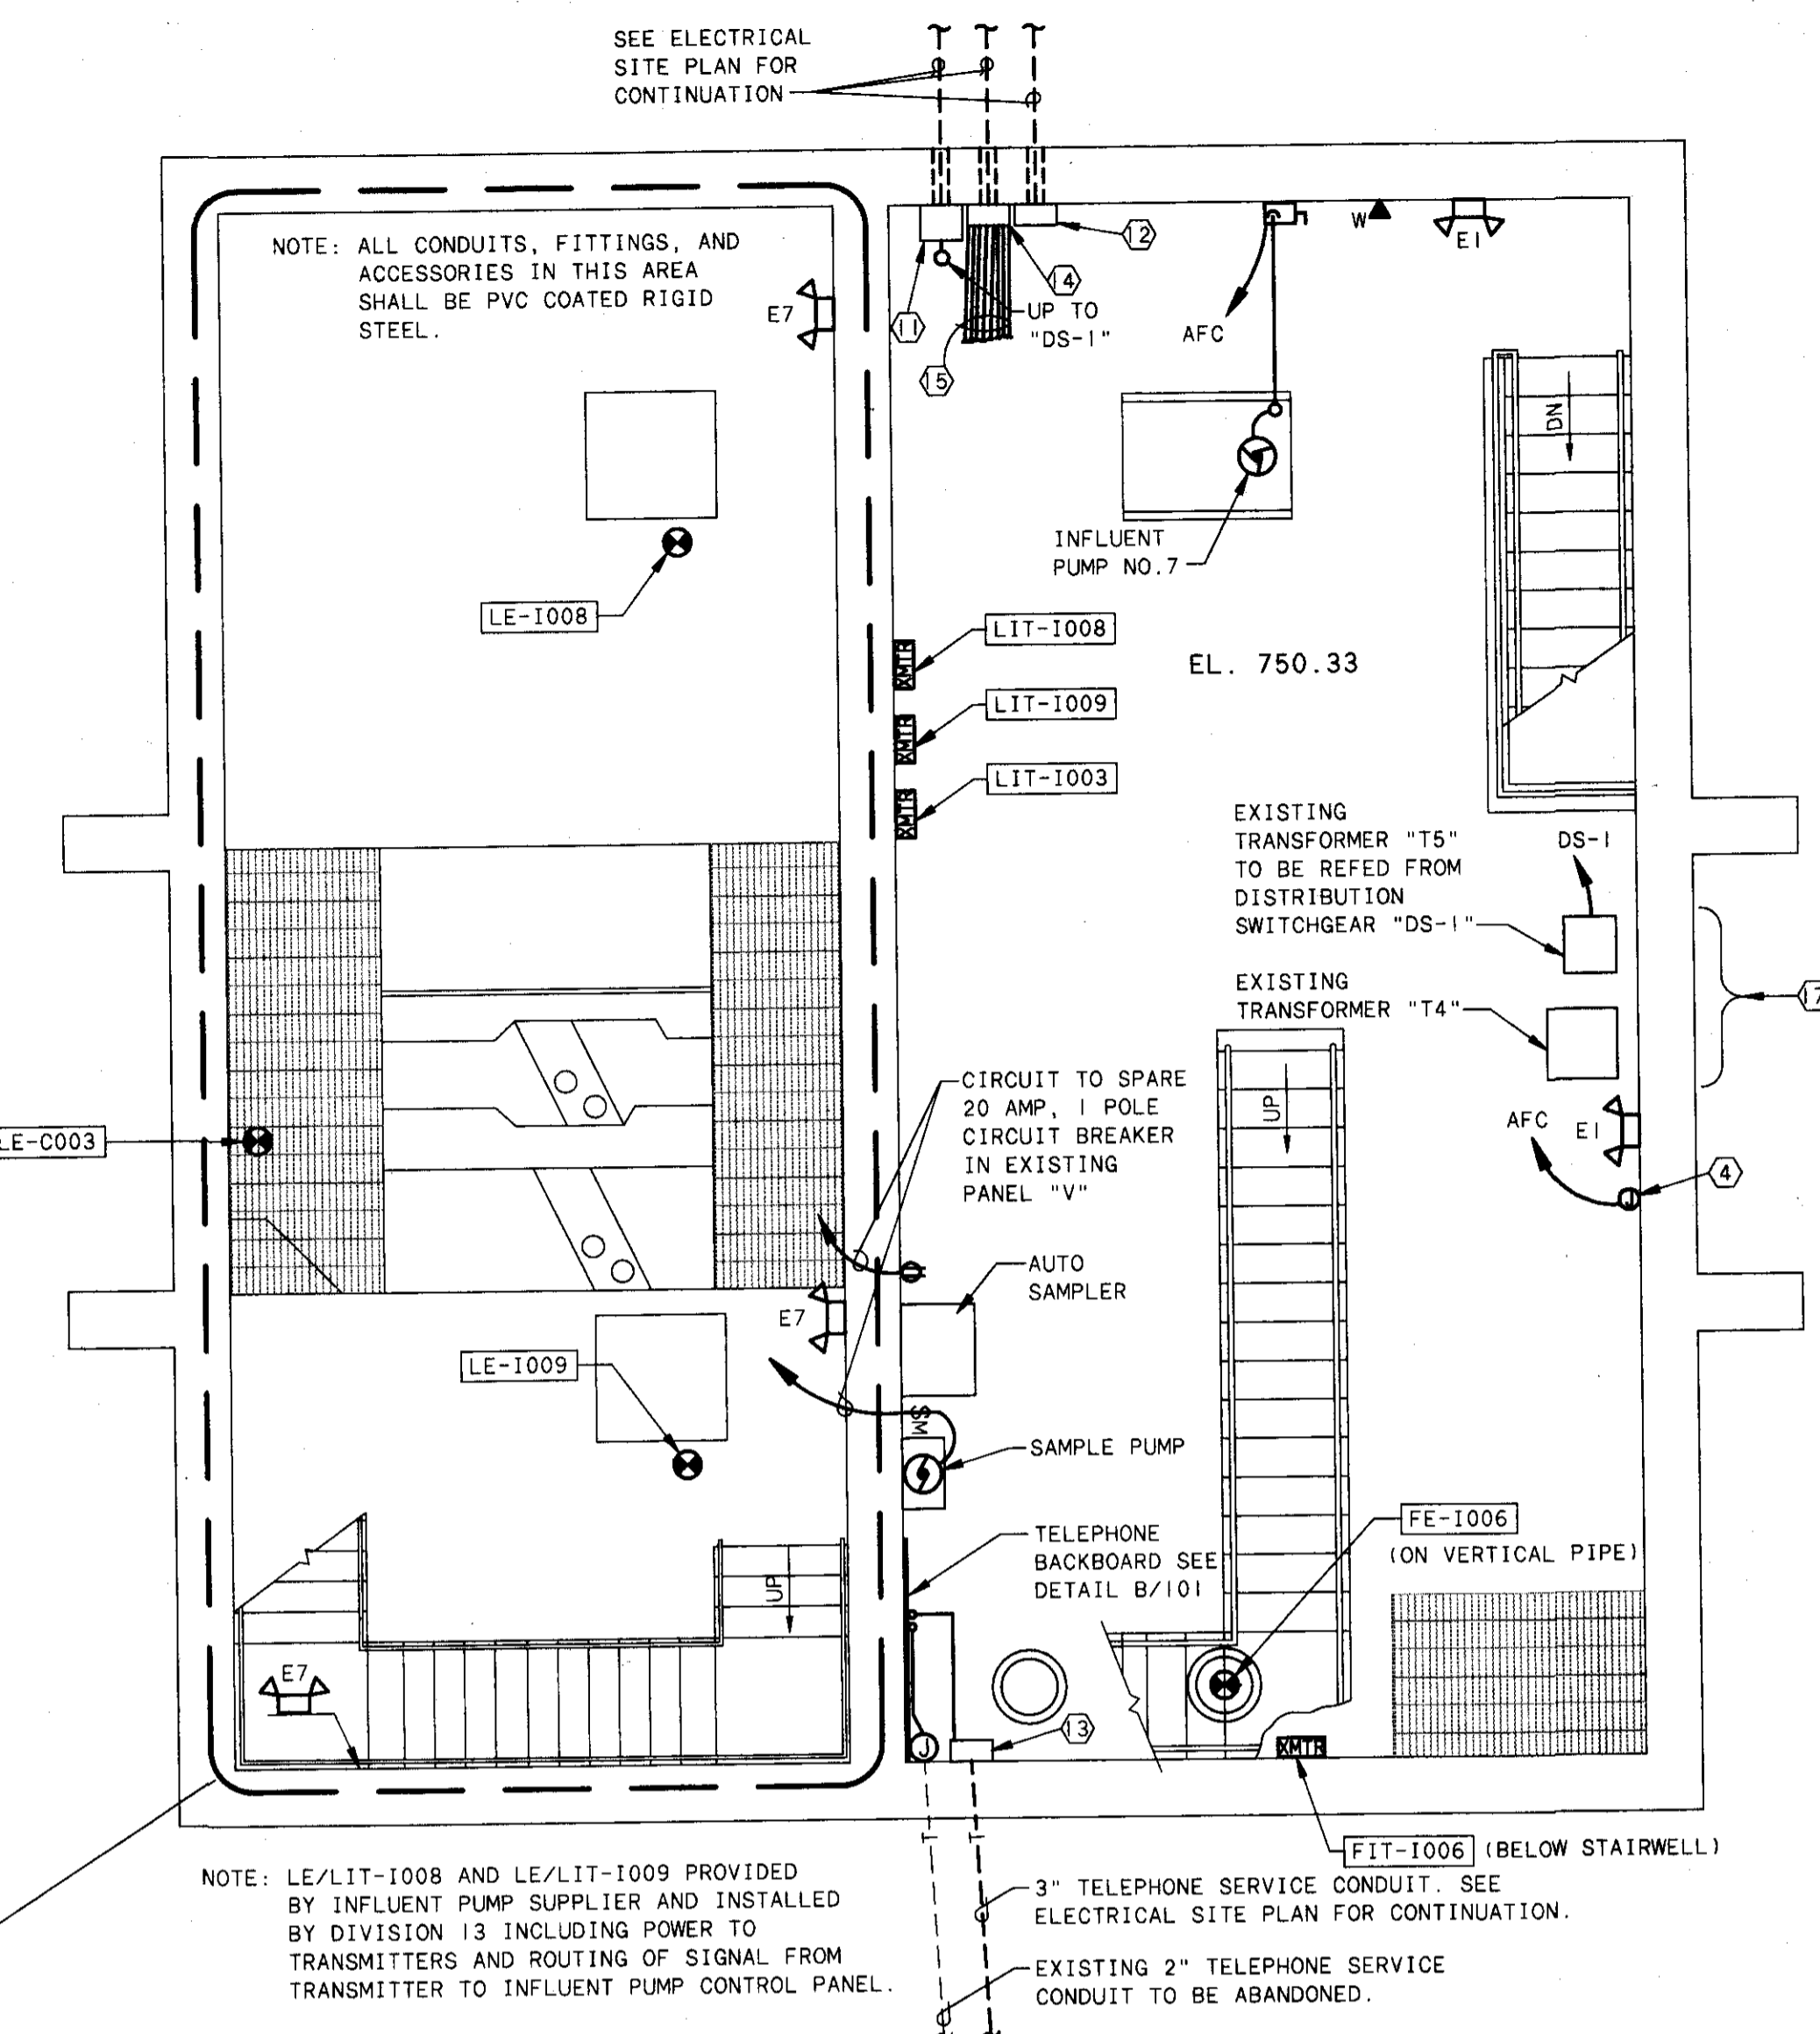 SEE ELECTRICAL
SITE PLAN FOR
CONTINUATION
NOTE: ALL CONDUITS, FITTINGS, AND
ACCESSORIES IN THIS AREA
SHALL BE PVC COATED RIGID
STEEL.
E7
11
12
14
15
UP TO
"DS-1"
AFC
W
E1
DN
INFLUENT
PUMP NO.7
LE-I008
XMTR
LIT-I008
EL. 750.33
XMTR
LIT-I009
XMTR
LIT-I003
EXISTING
TRANSFORMER "T5"
TO BE REFED FROM
DISTRIBUTION
SWITCHGEAR "DS-1"
DS-1
EXISTING
TRANSFORMER "T4"
17
CIRCUIT TO SPARE
20 AMP, 1 POLE
CIRCUIT BREAKER
IN EXISTING
PANEL "V"
UP
AFC
E1
4
J
LE-C003
AUTO
SAMPLER
E7
LE-I009
SM
SAMPLE PUMP
FE-I006
(ON VERTICAL PIPE)
TELEPHONE
BACKBOARD SEE
DETAIL B/101
UP
E7
J
13
XMTR
FIT-I006 (BELOW STAIRWELL)
NOTE: LE/LIT-I008 AND LE/LIT-I009 PROVIDED
BY INFLUENT PUMP SUPPLIER AND INSTALLED
BY DIVISION 13 INCLUDING POWER TO
TRANSMITTERS AND ROUTING OF SIGNAL FROM
TRANSMITTER TO INFLUENT PUMP CONTROL PANEL.
T
T
3" TELEPHONE SERVICE CONDUIT. SEE
ELECTRICAL SITE PLAN FOR CONTINUATION.
EXISTING 2" TELEPHONE SERVICE
CONDUIT TO BE ABANDONED.